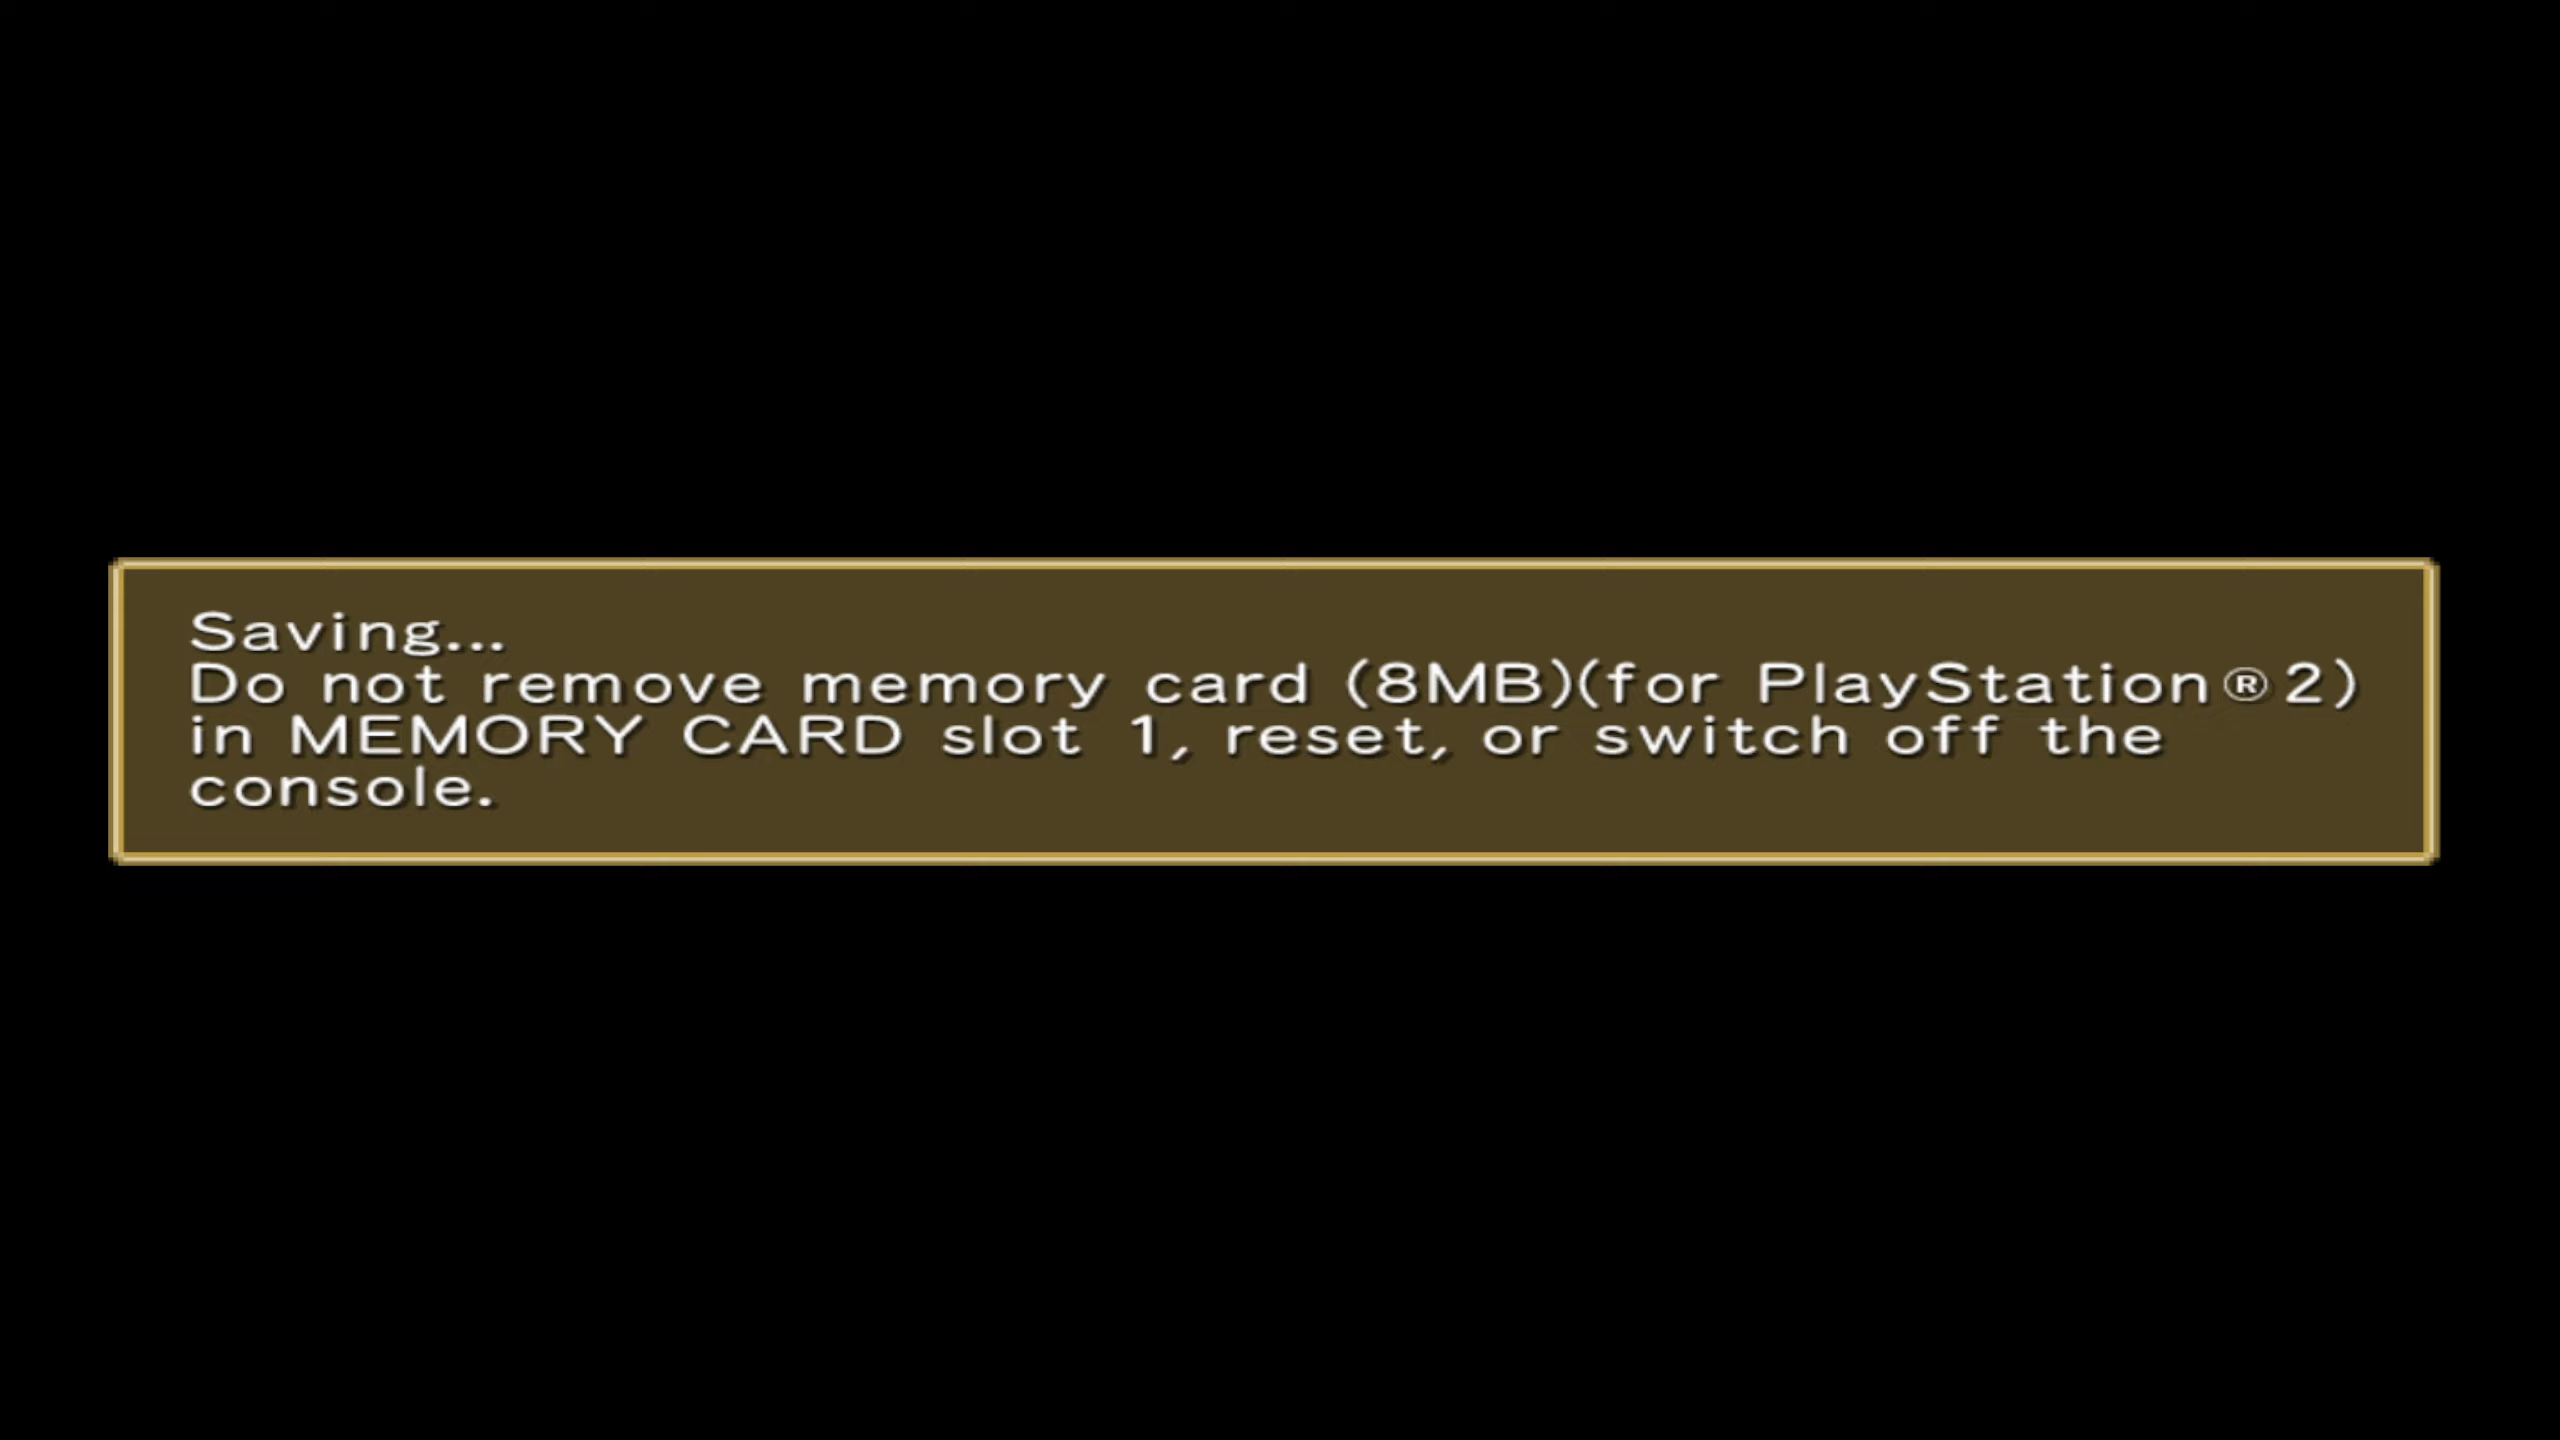 Saving...
Do not remove memory card (8MB)(for PlayStation®2)
in MEMORY CARD slot 1, reset, or switch off the
console.